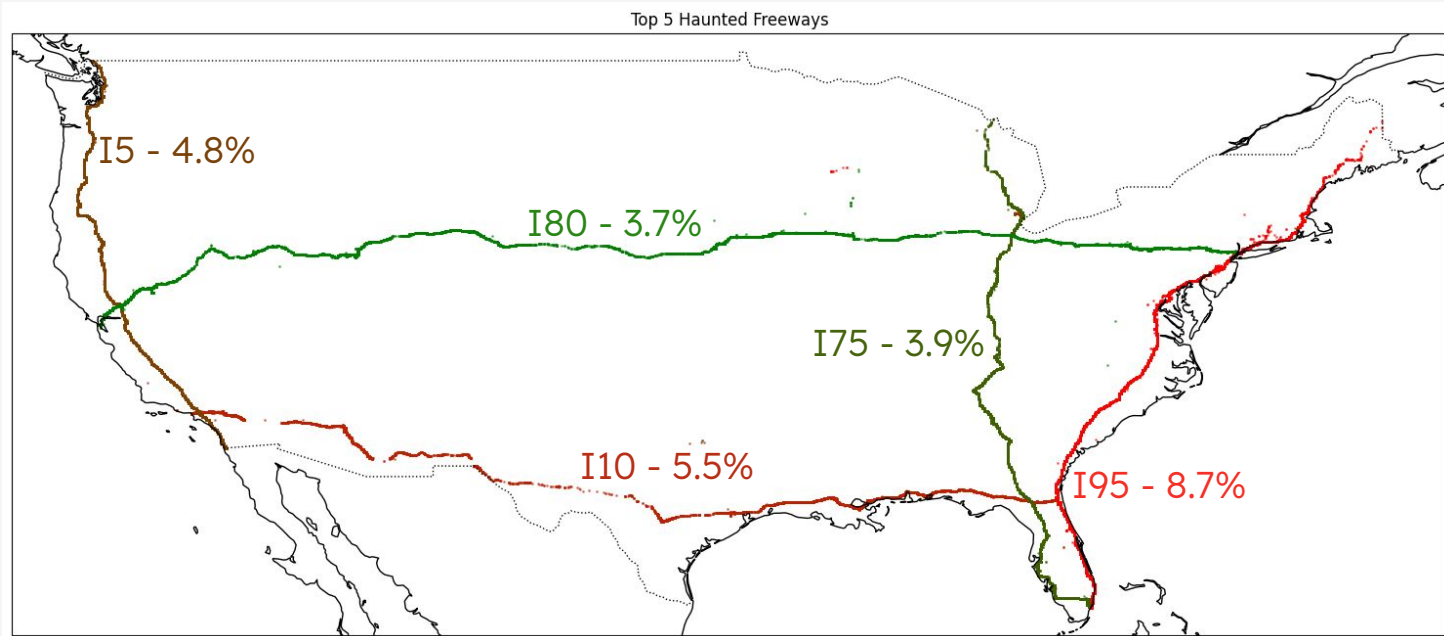 Top 5 Haunted Freeways
I5 - 4.8%
I80 - 3.7%
I75 - 3.9%
I10 - 5.5%
I95 - 8.7%